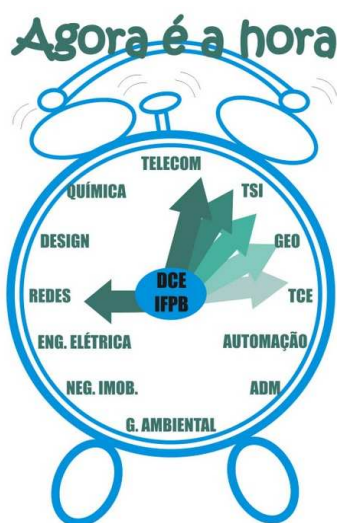 Agora é a hora
TELECOM
QUÍMICA
TSI
DESIGN
GEO
DCE
IFPB
REDES
TCE
ENG. ELÉTRICA
AUTOMAÇÃO
NEG. IMOB.
ADM
G. AMBIENTAL